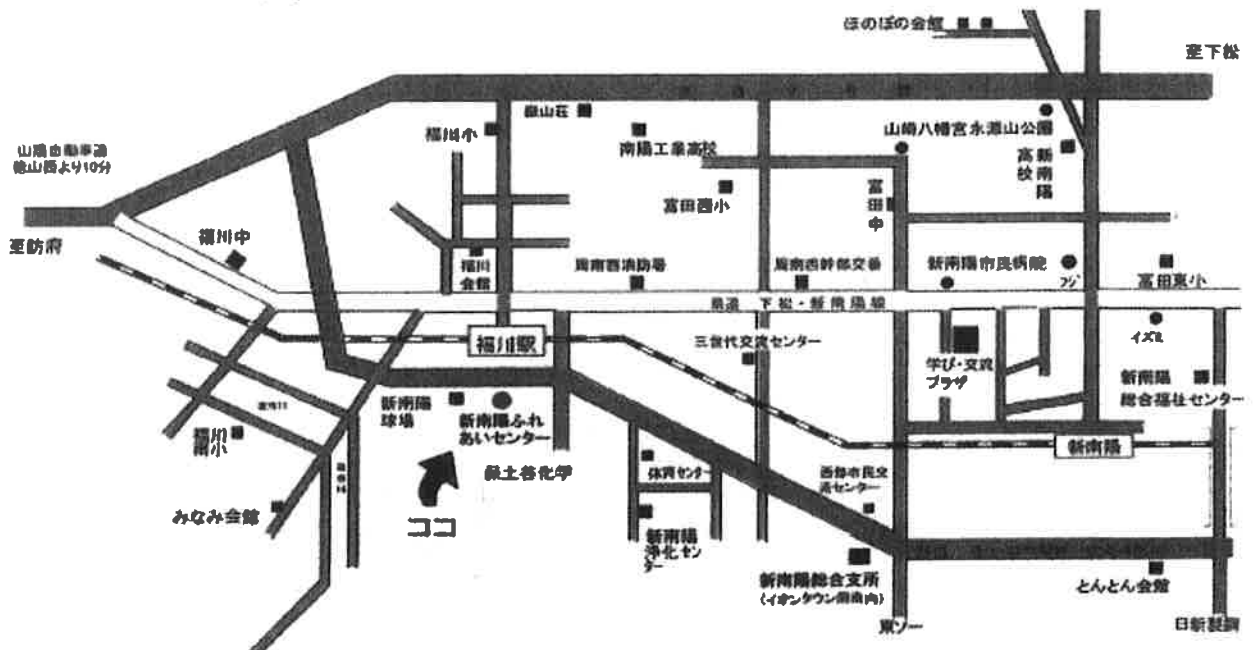 ほのぼの会館
至下松
嶽山荘
福川小
南陽工業高校
山崎八幡宮永源山公園
新南陽
高校
山陽自動車道
徳山西より10分
富田西小
富田中
至防府
福川中
福川
会館
周南西消防署
周南西幹部交番
新南陽市民病院
フジ
富田東小
県道 下松・新南陽線
福川駅
三世代交流センター
学び・交流
プラザ
イズミ
新南陽
総合福祉センター
新南陽
球場
新南陽ふれ
あいセンター
福川
南小
保土谷化学
体育センター
西部市民交
流センター
新南陽
みなみ会館
ココ
新南陽
浄化セン
ター
新南陽総合支所
(イオンタウン周南内)
とんとん会館
東ソー
日新製鋼